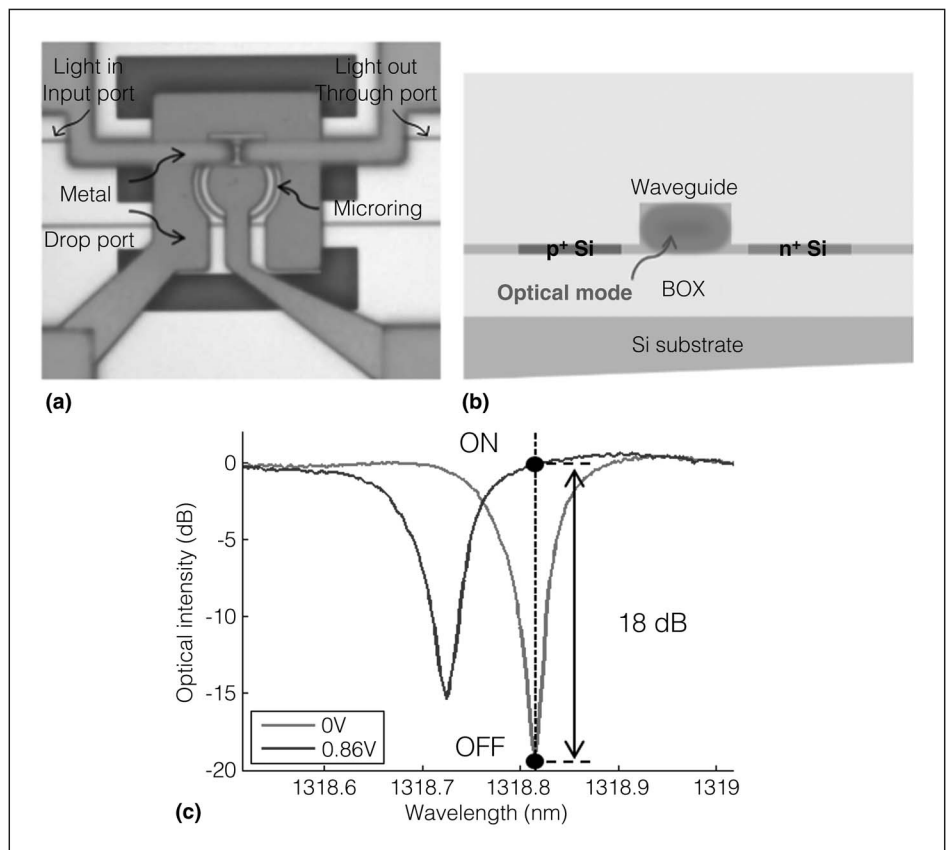 Light in
Input port
Light out
Through port
Metal
Microring
Drop port
(a)
Waveguide
p⁺ Si
n⁺ Si
Optical mode
BOX
Si substrate
(b)
ON
0
-5
-10
-15
-20
Optical intensity (dB)
18 dB
OFF
0V
0.86V
1318.6
1318.7
1318.8
1318.9
1319
Wavelength (nm)
(c)